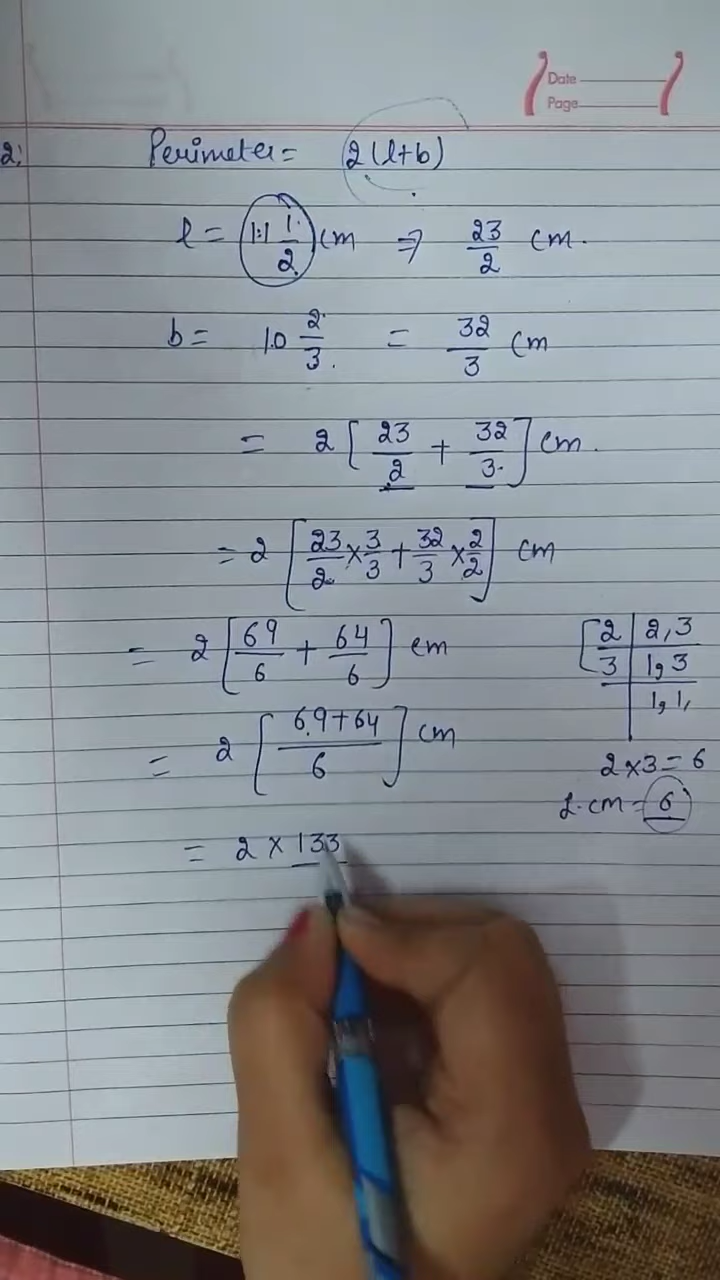 Date
Page
2. Perimeter = 2(l+b)
l = 11 1/2 cm ⇒ 23/2 cm.
b = 10 2/3 = 32/3 cm
= 2 [ 23/2 + 32/3 ] cm.
= 2 [ 23/2 × 3/3 + 32/3 × 2/2 ] cm
= 2 [ 69/6 + 64/6 ] cm
= 2 [ 69+64/6 ] cm
= 2 × 133
2 | 2, 3
3 | 1, 3
| 1, 1,
2×3=6
L.cm = 6